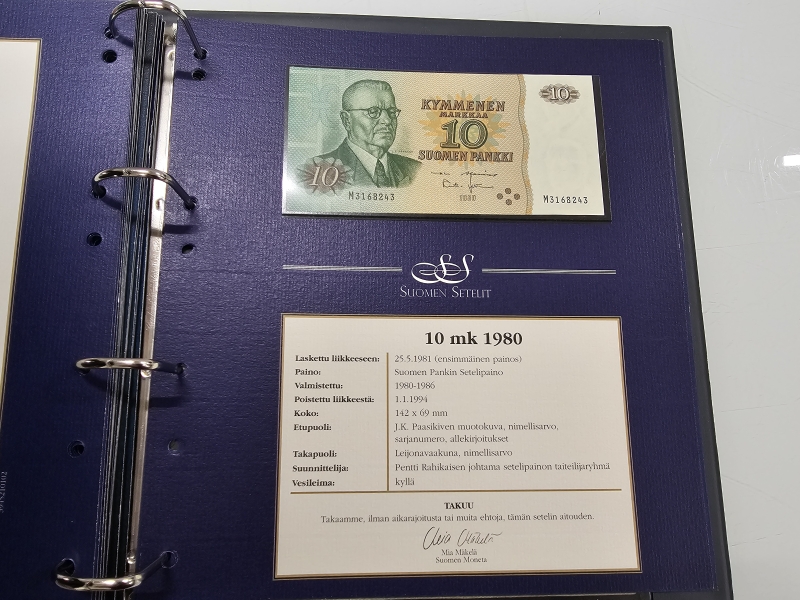 KYMMENEN
MARKKAA
10
SUOMEN PANKKI
10
10
M3168243
1980
M3168243
SS
SUOMEN SETELIT
10 mk 1980
Laskettu liikkeeseen: 25.5.1981 (ensimmäinen painos)
Paino: Suomen Pankin Setelipaino
Valmistettu: 1980-1986
Poistettu liikkeestä: 1.1.1994
Koko: 142 x 69 mm
Etupuoli: J.K. Paasikiven muotokuva, nimellisarvo,
sarjanumero, allekirjoitukset
Takapuoli: Leijonavaakuna, nimellisarvo
Suunnittelija: Pentti Rahikaisen johtama setelipainon taiteilijaryhmä
Vesileima: kyllä
TAKUU
Takaamme, ilman aikarajoitusta tai muita ehtoja, tämän setelin aitouden.
Mia Mäkelä
Suomen Moneta